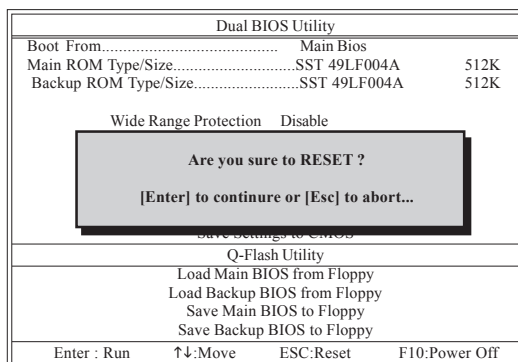 Dual BIOS Utility
Boot From.......................................... Main Bios
Main ROM Type/Size.............................SST 49LF004A 512K
Backup ROM Type/Size.........................SST 49LF004A 512K
Wide Range Protection Disable
Are you sure to RESET ?
[Enter] to continure or [Esc] to abort...
Save Settings to CMOS
Q-Flash Utility
Load Main BIOS from Floppy
Load Backup BIOS from Floppy
Save Main BIOS to Floppy
Save Backup BIOS to Floppy
Enter : Run ↑↓:Move ESC:Reset F10:Power Off